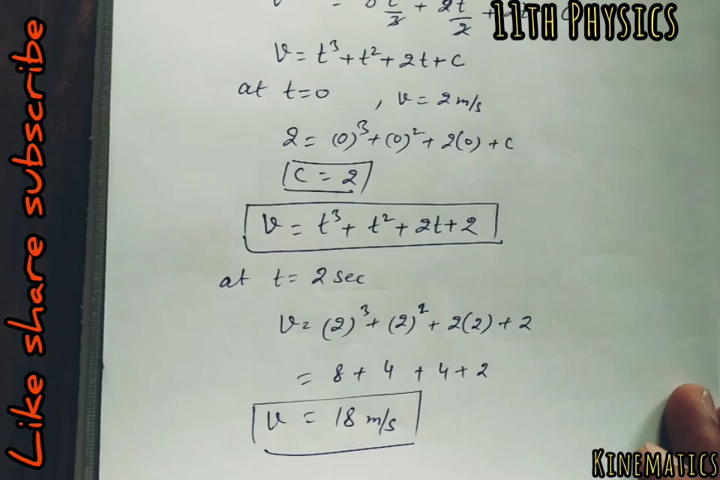 11th Physics
v = t³ + t² + 2t + c
at t=0 , v = 2 m/s
2 = (0)³ + (0)² + 2(0) + c
c = 2
v = t³ + t² + 2t + 2
at t = 2 sec
v = (2)³ + (2)² + 2(2) + 2
= 8 + 4 + 4 + 2
v = 18 m/s
Kinematics
Like share subscribe